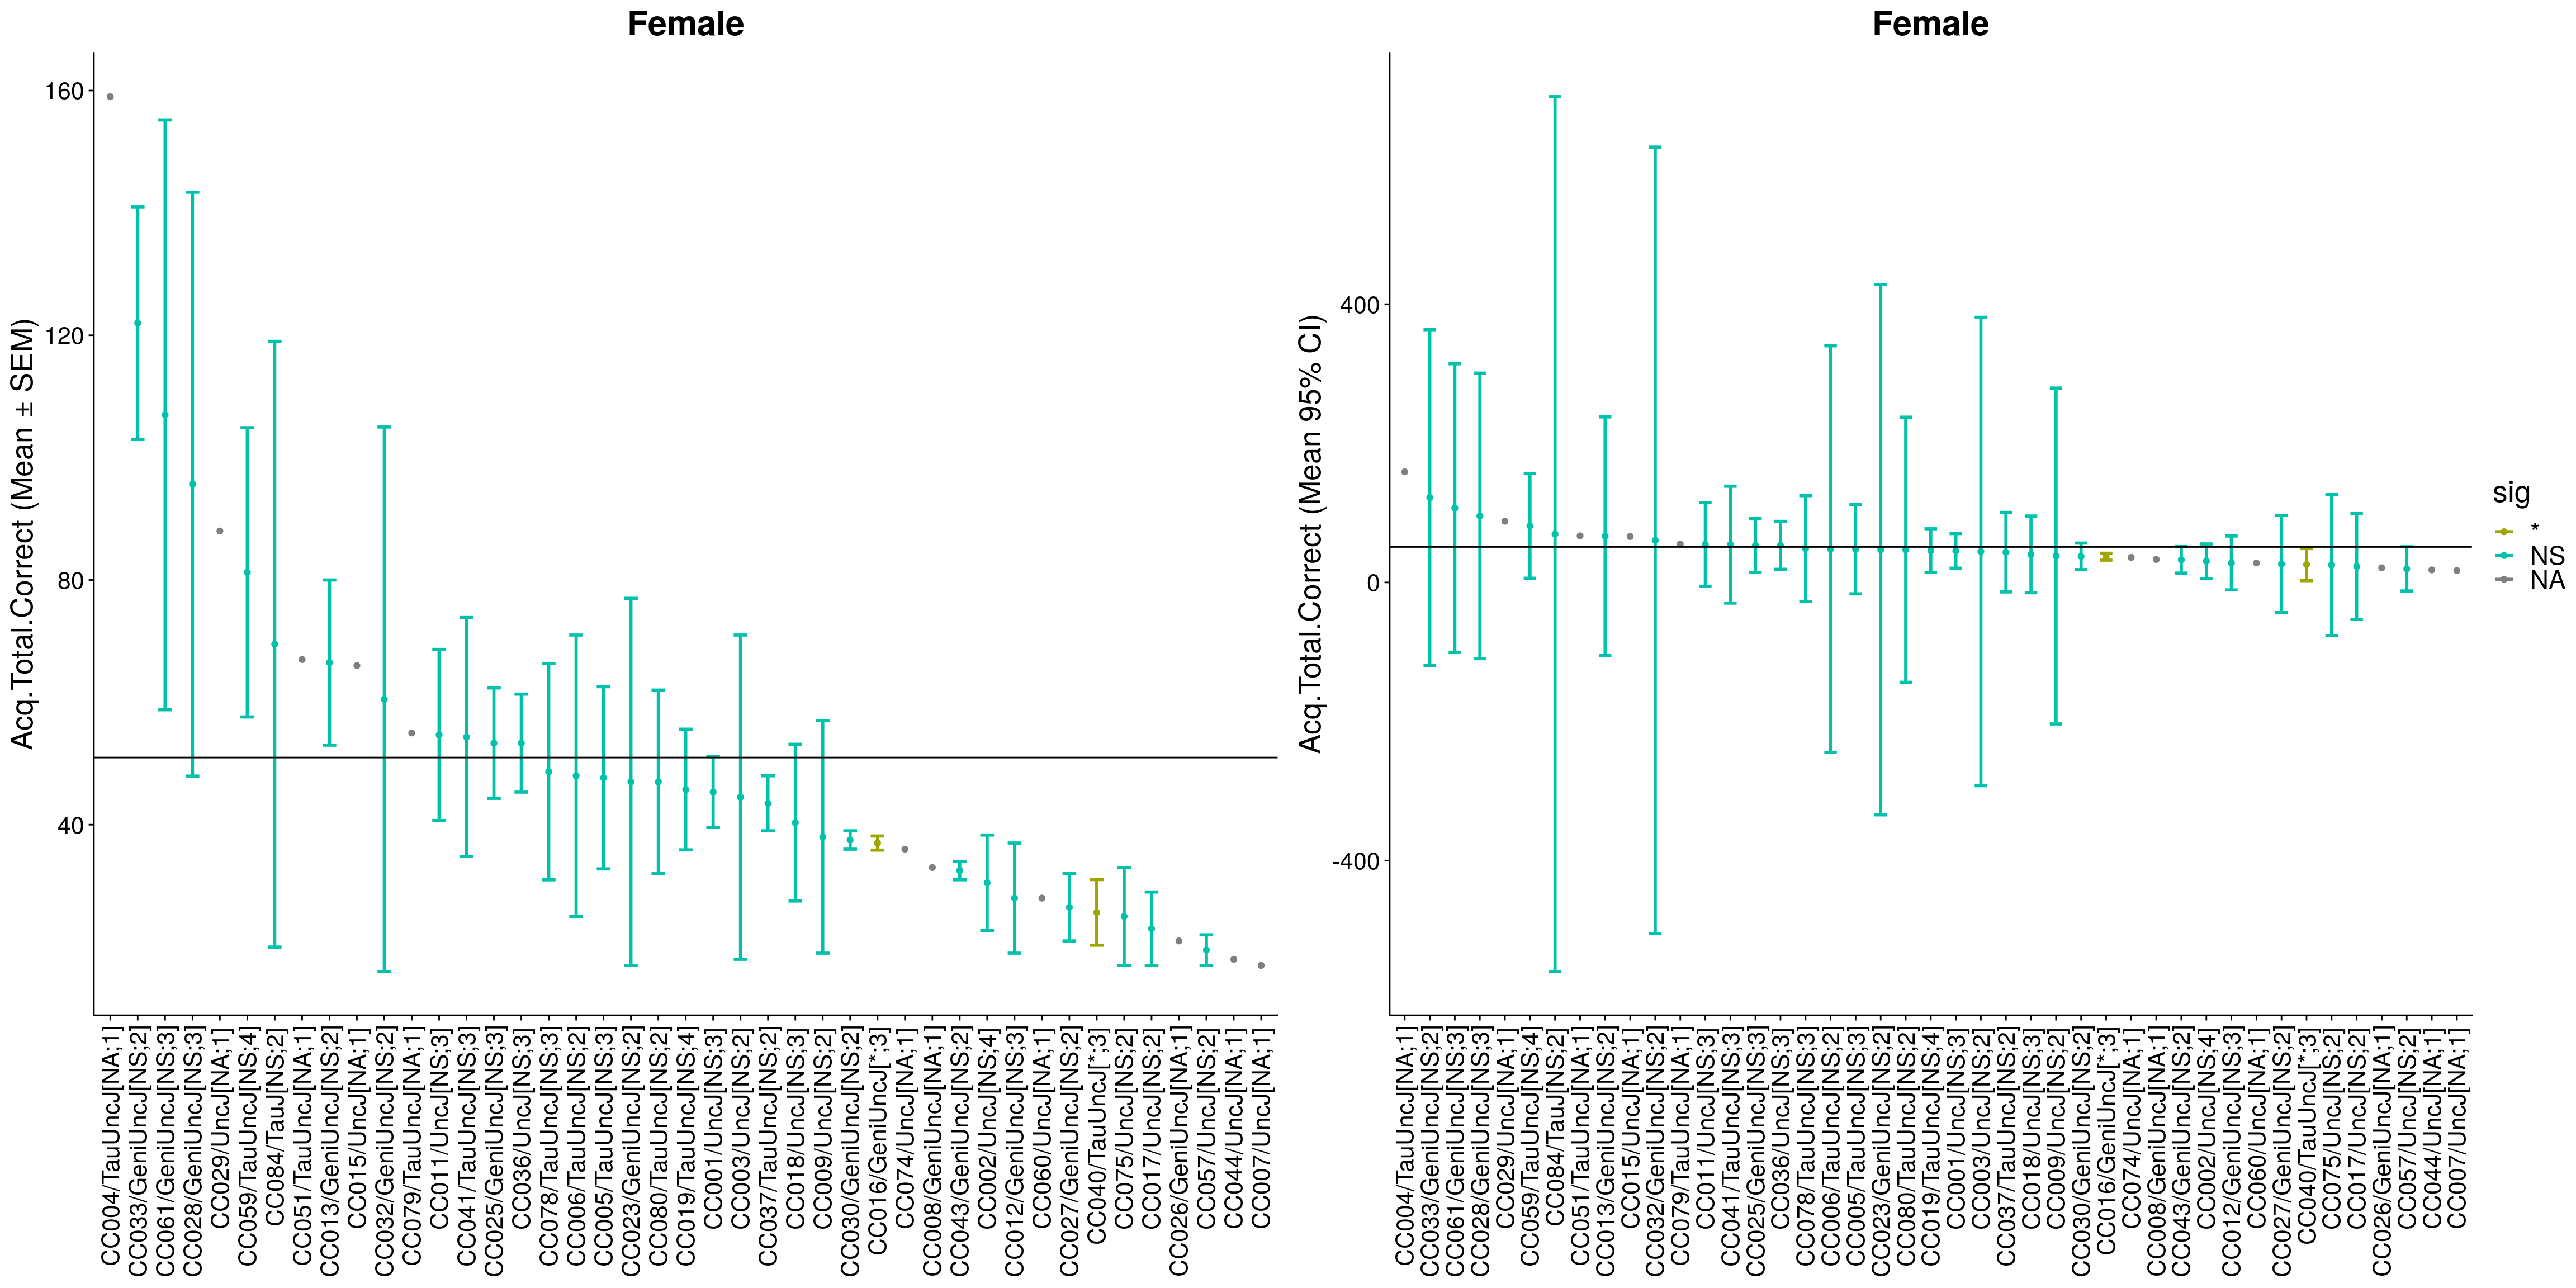 Female
Acq.Total.Correct (Mean ± SEM)
160
120
80
40
CC004/TauUncJ[NA;1]
CC033/GeniUncJ[NS;2]
CC061/GeniUncJ[NS;3]
CC028/GeniUncJ[NS;3]
CC029/UncJ[NA;1]
CC059/TauUncJ[NS;4]
CC084/TauJ[NS;2]
CC051/TauUncJ[NA;1]
CC013/GeniUncJ[NS;2]
CC015/UncJ[NA;1]
CC032/GeniUncJ[NS;2]
CC079/TauUncJ[NA;1]
CC011/UncJ[NS;3]
CC041/TauUncJ[NS;3]
CC025/GeniUncJ[NS;3]
CC036/UncJ[NS;3]
CC078/TauUncJ[NS;3]
CC006/TauUncJ[NS;2]
CC005/TauUncJ[NS;3]
CC023/GeniUncJ[NS;2]
CC080/TauUncJ[NS;2]
CC019/TauUncJ[NS;4]
CC001/UncJ[NS;3]
CC003/UncJ[NS;2]
CC037/TauUncJ[NS;2]
CC018/UncJ[NS;3]
CC009/UncJ[NS;2]
CC030/GeniUncJ[NS;2]
CC016/GeniUncJ[*;3]
CC074/UncJ[NA;1]
CC008/GeniUncJ[NA;1]
CC043/GeniUncJ[NS;2]
CC002/UncJ[NS;4]
CC012/GeniUncJ[NS;3]
CC060/UncJ[NA;1]
CC027/GeniUncJ[NS;2]
CC040/TauUncJ[*;3]
CC075/UncJ[NS;2]
CC017/UncJ[NS;2]
CC026/GeniUncJ[NA;1]
CC057/UncJ[NS;2]
CC044/UncJ[NA;1]
CC007/UncJ[NA;1]
Female
Acq.Total.Correct (Mean 95% CI)
400
0
-400
CC004/TauUncJ[NA;1]
CC033/GeniUncJ[NS;2]
CC061/GeniUncJ[NS;3]
CC028/GeniUncJ[NS;3]
CC029/UncJ[NA;1]
CC059/TauUncJ[NS;4]
CC084/TauJ[NS;2]
CC051/TauUncJ[NA;1]
CC013/GeniUncJ[NS;2]
CC015/UncJ[NA;1]
CC032/GeniUncJ[NS;2]
CC079/TauUncJ[NA;1]
CC011/UncJ[NS;3]
CC041/TauUncJ[NS;3]
CC025/GeniUncJ[NS;3]
CC036/UncJ[NS;3]
CC078/TauUncJ[NS;3]
CC006/TauUncJ[NS;2]
CC005/TauUncJ[NS;3]
CC023/GeniUncJ[NS;2]
CC080/TauUncJ[NS;2]
CC019/TauUncJ[NS;4]
CC001/UncJ[NS;3]
CC003/UncJ[NS;2]
CC037/TauUncJ[NS;2]
CC018/UncJ[NS;3]
CC009/UncJ[NS;2]
CC030/GeniUncJ[NS;2]
CC016/GeniUncJ[*;3]
CC074/UncJ[NA;1]
CC008/GeniUncJ[NA;1]
CC043/GeniUncJ[NS;2]
CC002/UncJ[NS;4]
CC012/GeniUncJ[NS;3]
CC060/UncJ[NA;1]
CC027/GeniUncJ[NS;2]
CC040/TauUncJ[*;3]
CC075/UncJ[NS;2]
CC017/UncJ[NS;2]
CC026/GeniUncJ[NA;1]
CC057/UncJ[NS;2]
CC044/UncJ[NA;1]
CC007/UncJ[NA;1]
sig
*
NS
NA